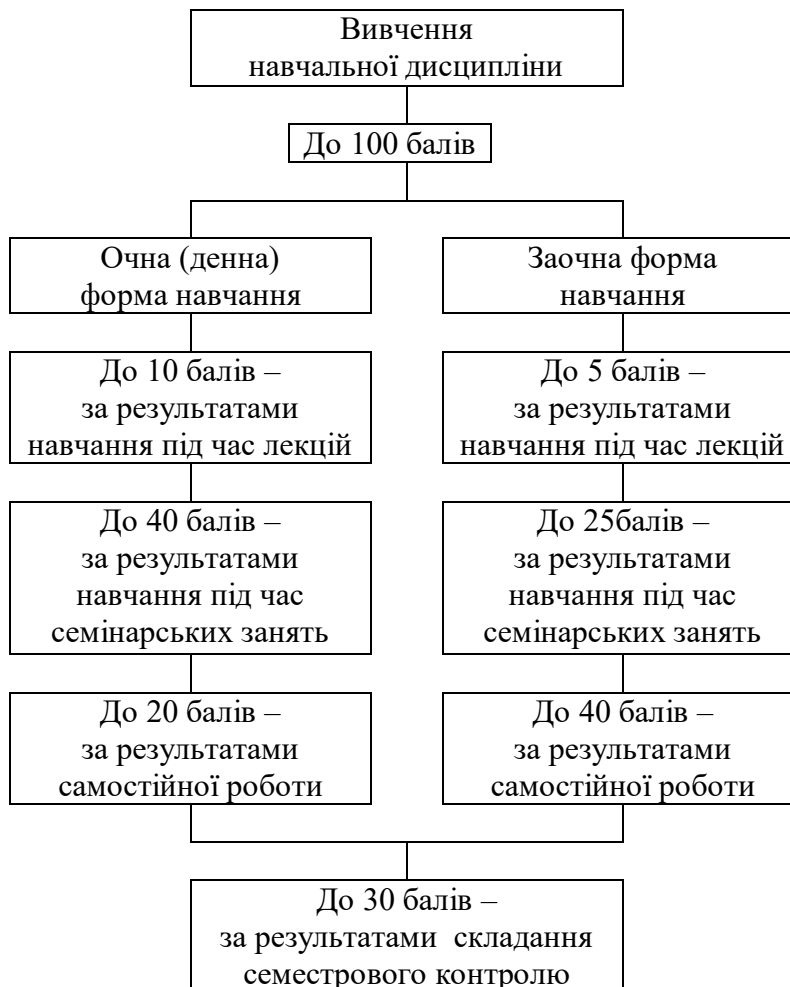 Вивчення
навчальної дисципліни
До 100 балів
Очна (денна)
форма навчання
Заочна форма
навчання
До 10 балів –
за результатами
навчання під час лекцій
До 5 балів –
за результатами
навчання під час лекцій
До 40 балів –
за результатами
навчання під час
семінарських занять
До 25балів –
за результатами
навчання під час
семінарських занять
До 20 балів –
за результатами
самостійної роботи
До 40 балів –
за результатами
самостійної роботи
До 30 балів –
за результатами складання
семестрового контролю